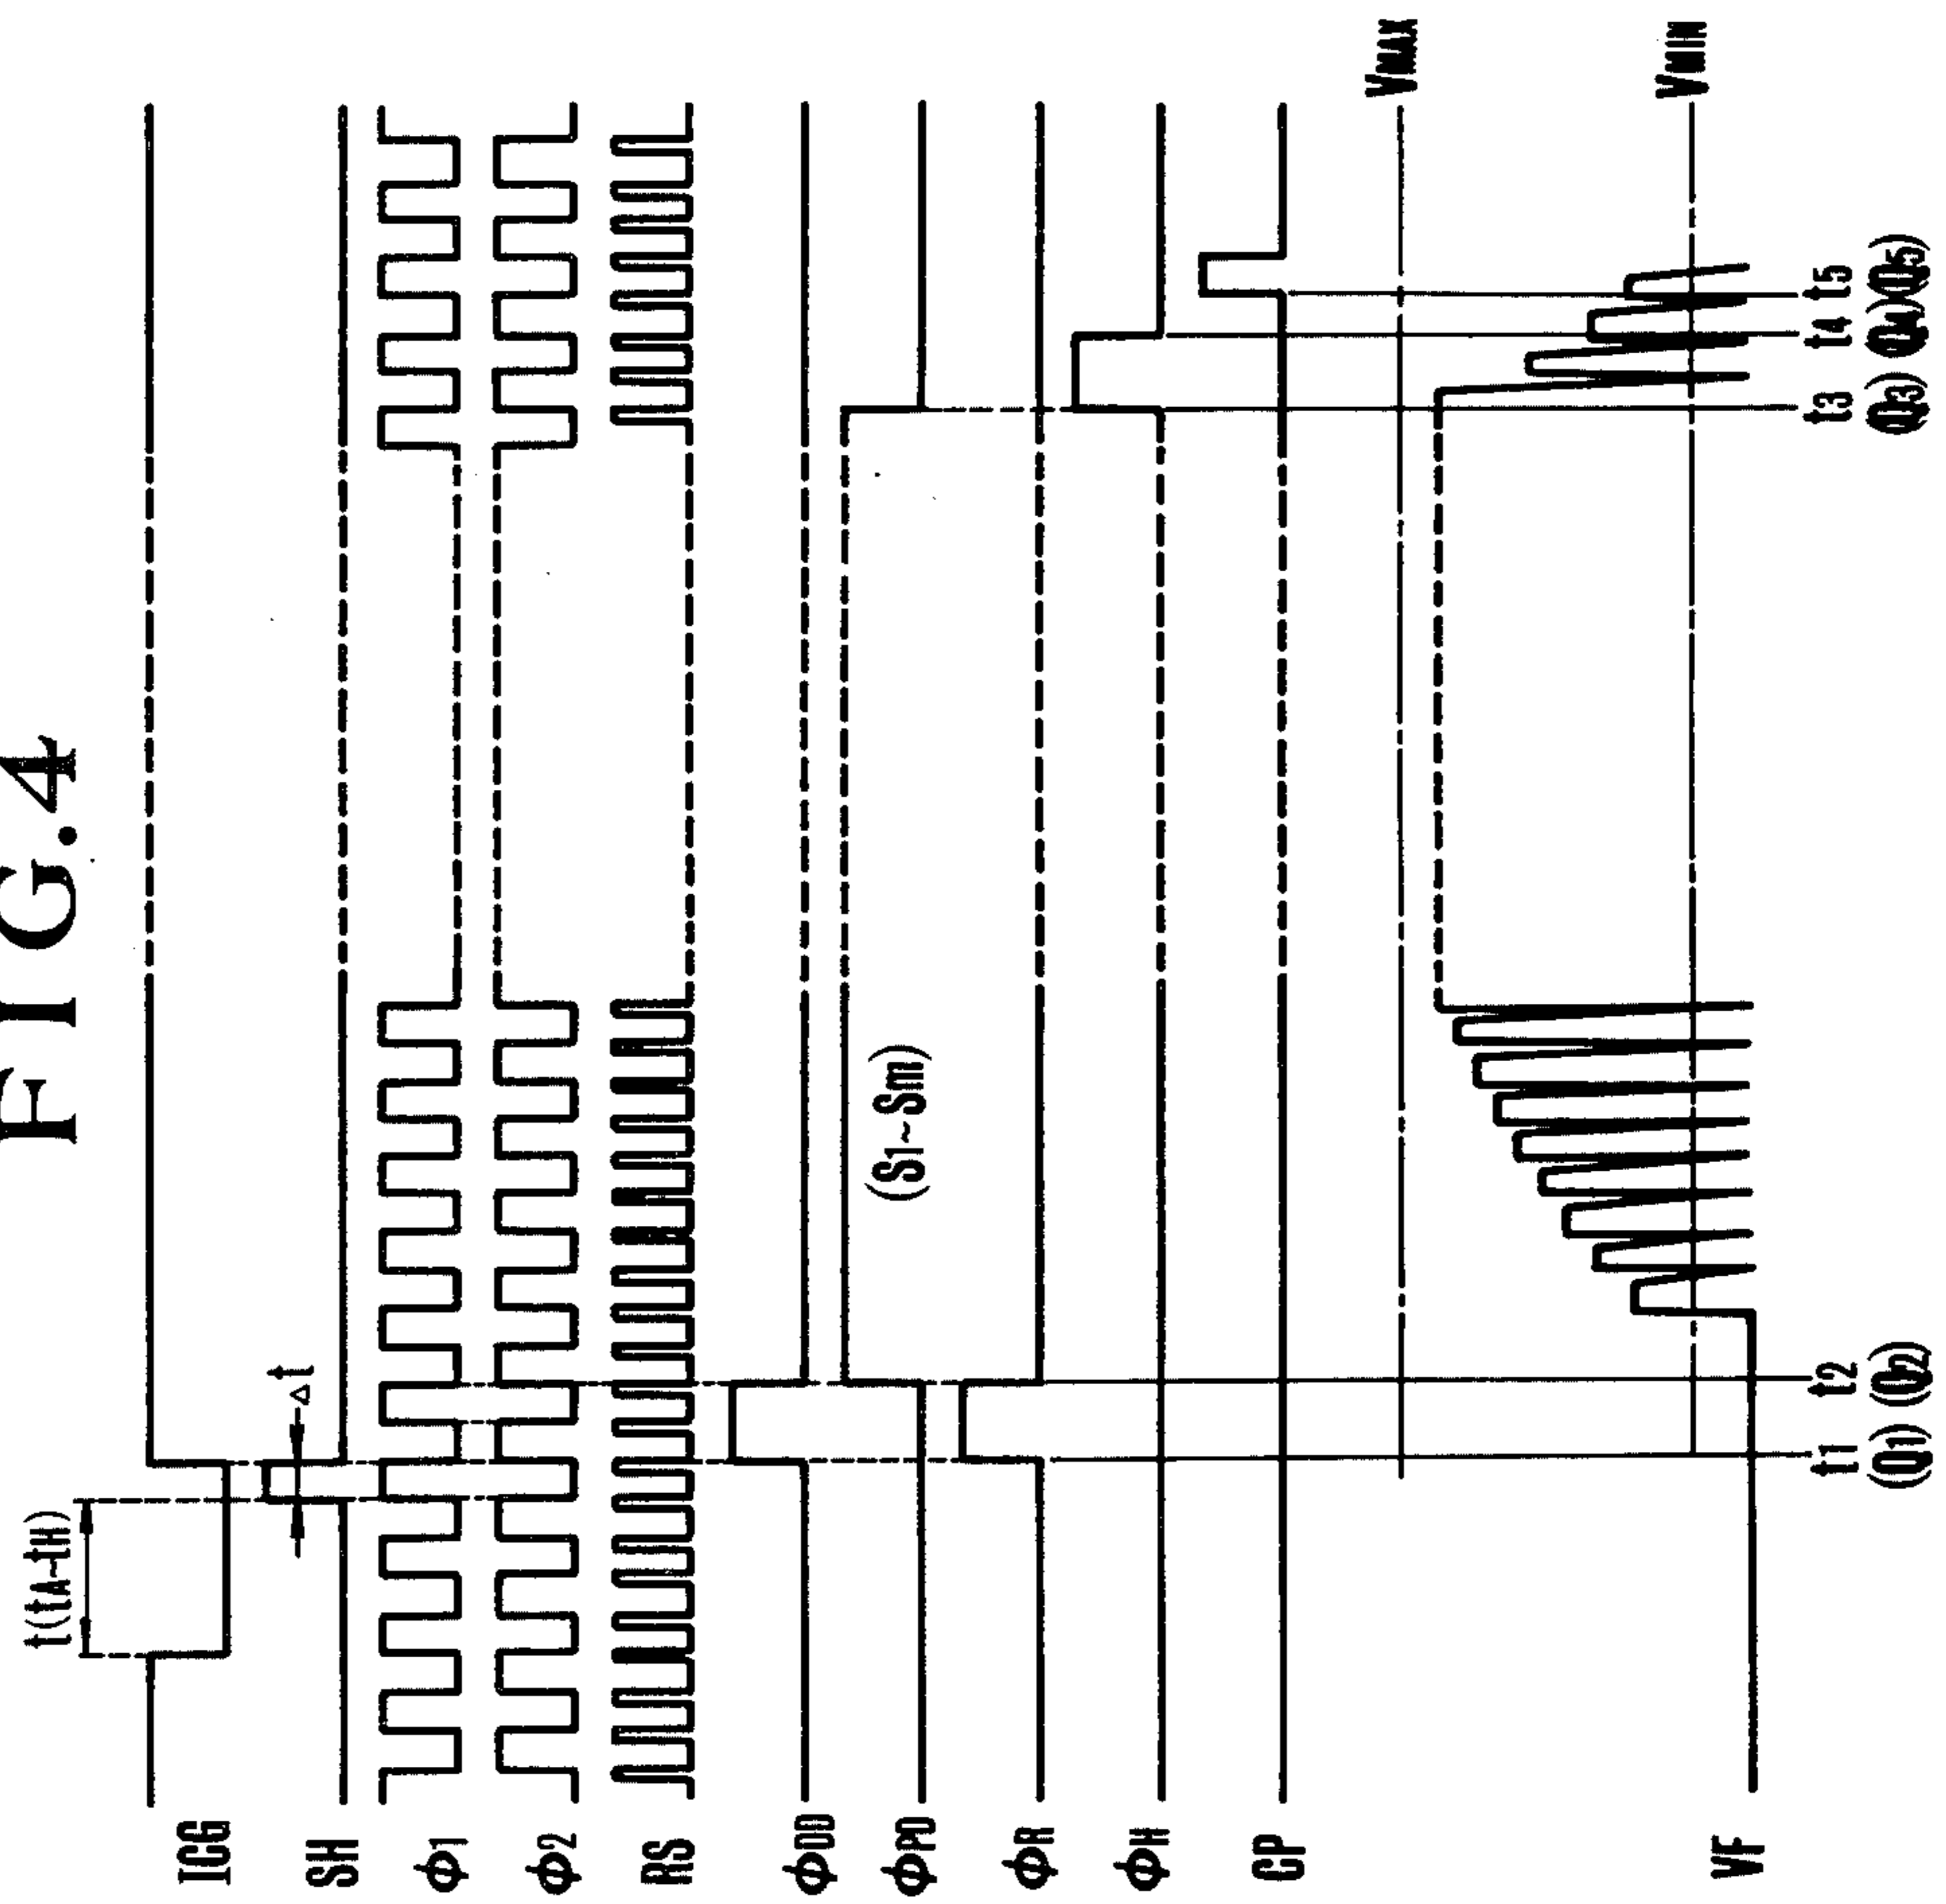 FIG.4
t(tA~tH)
Δt
ICG
SH
Φ1
Φ2
RS
ΦDD
ΦPD
(S1~Sm)
ΦR
ΦH
CP
VMAX
VMIN
VF
t1 t2 t3 t4 t5
(Q1) (Q2) (Q3) (Q4) (Q5)